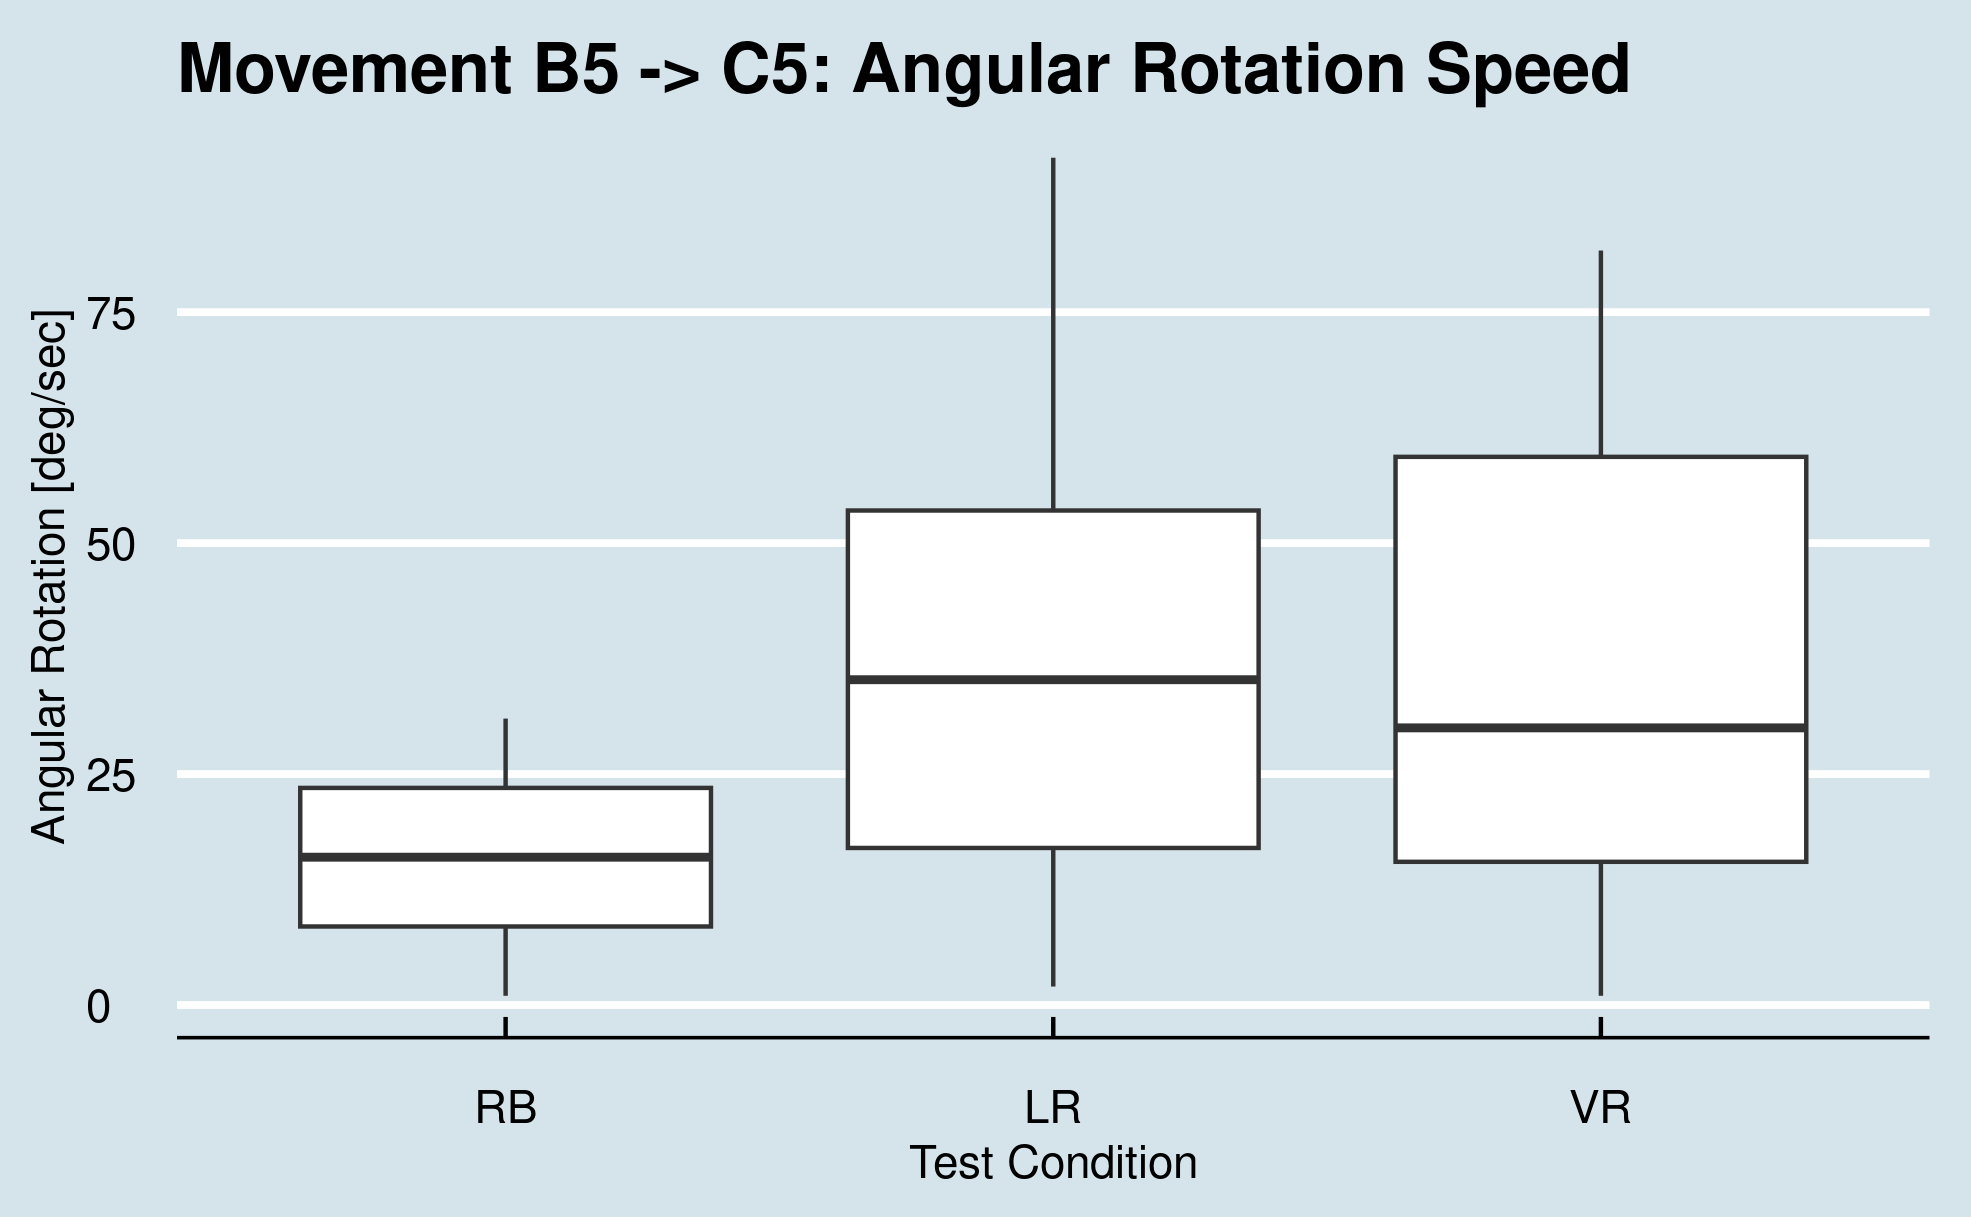 Movement B5 -> C5: Angular Rotation Speed
Angular Rotation [deg/sec]
75
50
25
0
RB LR VR
Test Condition